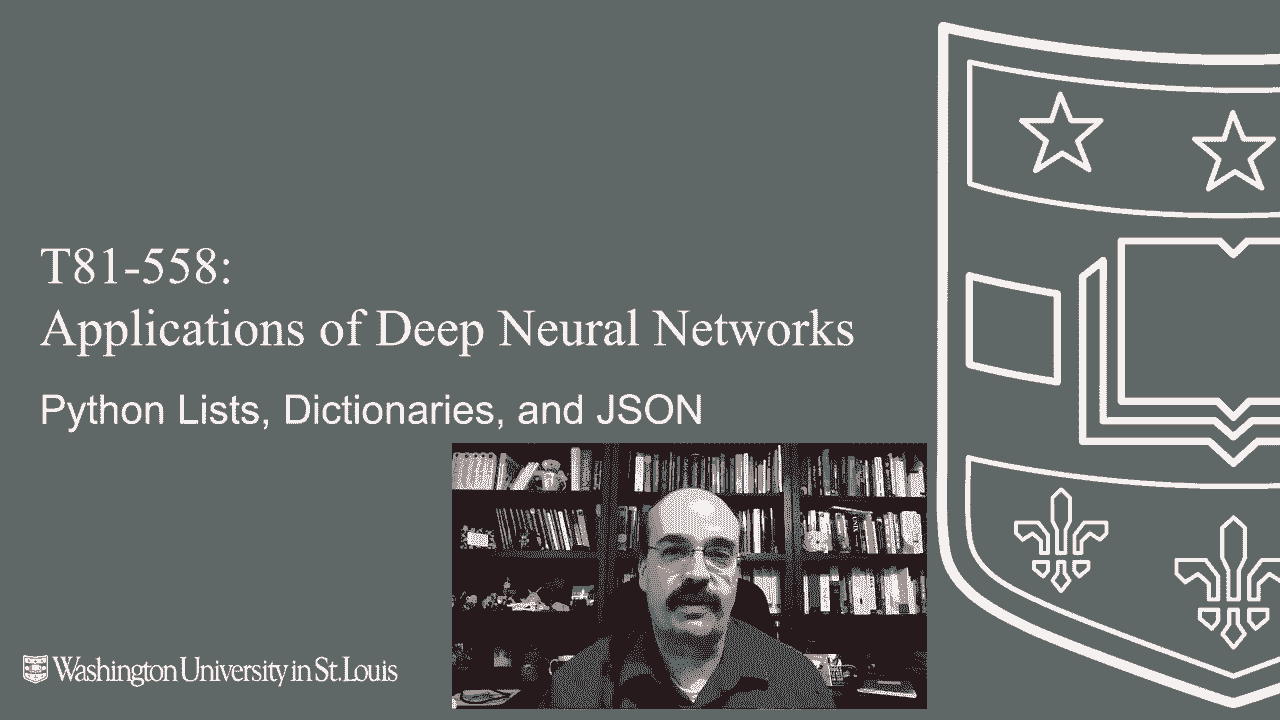 T81-558:
Applications of Deep Neural Networks
Python Lists, Dictionaries, and JSON
Washington University in St. Louis